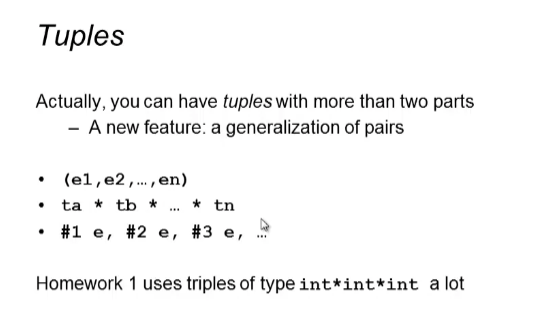 Tuples
Actually, you can have tuples with more than two parts
– A new feature: a generalization of pairs
• (e1,e2,…,en)
• ta * tb * … * tn
• #1 e, #2 e, #3 e, …
Homework 1 uses triples of type int*int*int a lot